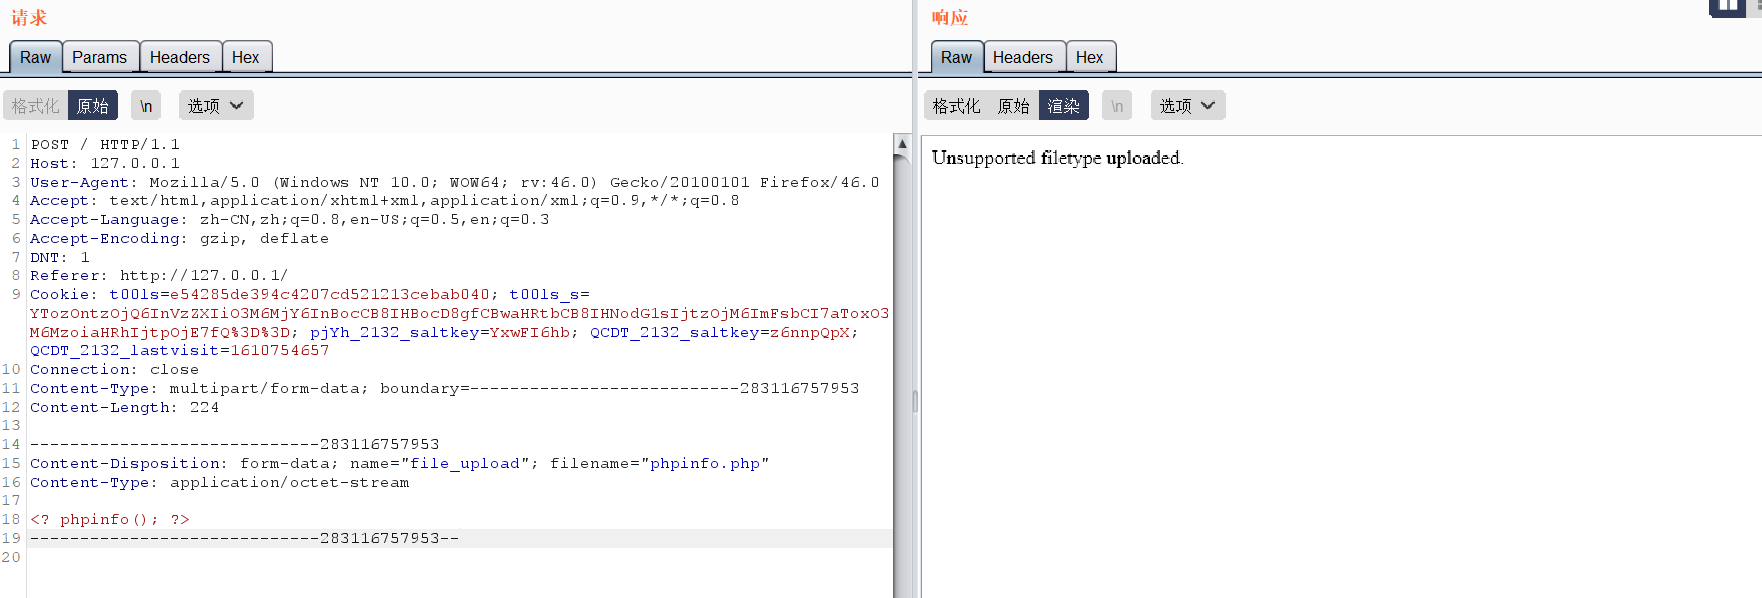 请求
Raw Params Headers Hex
格式化 原始 \n 选项
1 POST / HTTP/1.1
2 Host: 127.0.0.1
3 User-Agent: Mozilla/5.0 (Windows NT 10.0; WOW64; rv:46.0) Gecko/20100101 Firefox/46.0
4 Accept: text/html,application/xhtml+xml,application/xml;q=0.9,*/*;q=0.8
5 Accept-Language: zh-CN,zh;q=0.8,en-US;q=0.5,en;q=0.3
6 Accept-Encoding: gzip, deflate
7 DNT: 1
8 Referer: http://127.0.0.1/
9 Cookie: t00ls=e54285de394c4207cd521213cebab040; t00ls_s=
YTozOntzOjQ6InVzZXIiO3M6MjY6InBocCB8IHBocD8gfCBwaHRtbCB8IHNodG1sIjtzOjM6ImFsbCI7aToxO3
M6MzoiaHRhIjtpOjE7fQ%3D%3D; pjYh_2132_saltkey=YxwFI6hb; QCDT_2132_saltkey=z6nnpQpX;
QCDT_2132_lastvisit=1610754657
10 Connection: close
11 Content-Type: multipart/form-data; boundary=---------------------------283116757953
12 Content-Length: 224
13
14 -----------------------------283116757953
15 Content-Disposition: form-data; name="file_upload"; filename="phpinfo.php"
16 Content-Type: application/octet-stream
17
18 <? phpinfo(); ?>
19 -----------------------------283116757953--
20
响应
Raw Headers Hex
格式化 原始 渲染 \n 选项
Unsupported filetype uploaded.